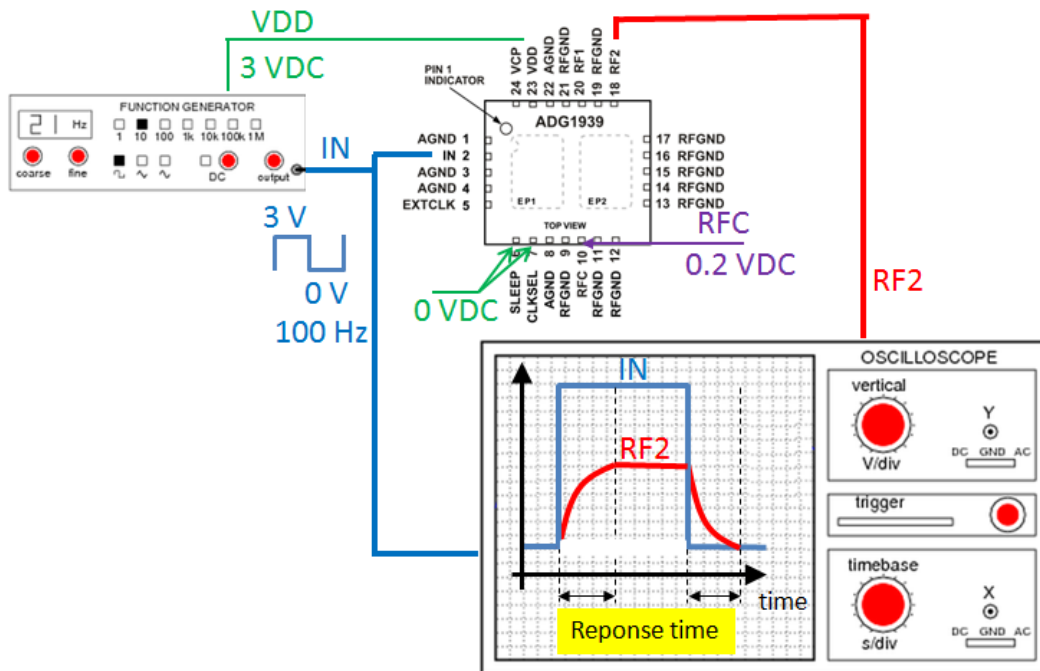 VDD
3 VDC
FUNCTION GENERATOR
21 Hz
1 10 100 1k 10k 100k 1M
coarse fine DC output
IN
3 V
0 V
100 Hz
PIN 1
INDICATOR
24 VCP
23 VDD
22 AGND
21 RFGND
20 RF1
19 RFGND
18 RF2
ADG1939
AGND 1
IN 2
AGND 3
AGND 4
EXTCLK 5
17 RFGND
16 RFGND
15 RFGND
14 RFGND
13 RFGND
EP1
EP2
TOP VIEW
SLEEP 6
CLKSEL 7
AGND 8
RFGND 9
RFC 10
RFGND 11
RFGND 12
0 VDC
RFC
0.2 VDC
RF2
IN
RF2
time
Reponse time
OSCILLOSCOPE
vertical
V/div
Y
DC GND AC
trigger
timebase
s/div
X
DC GND AC